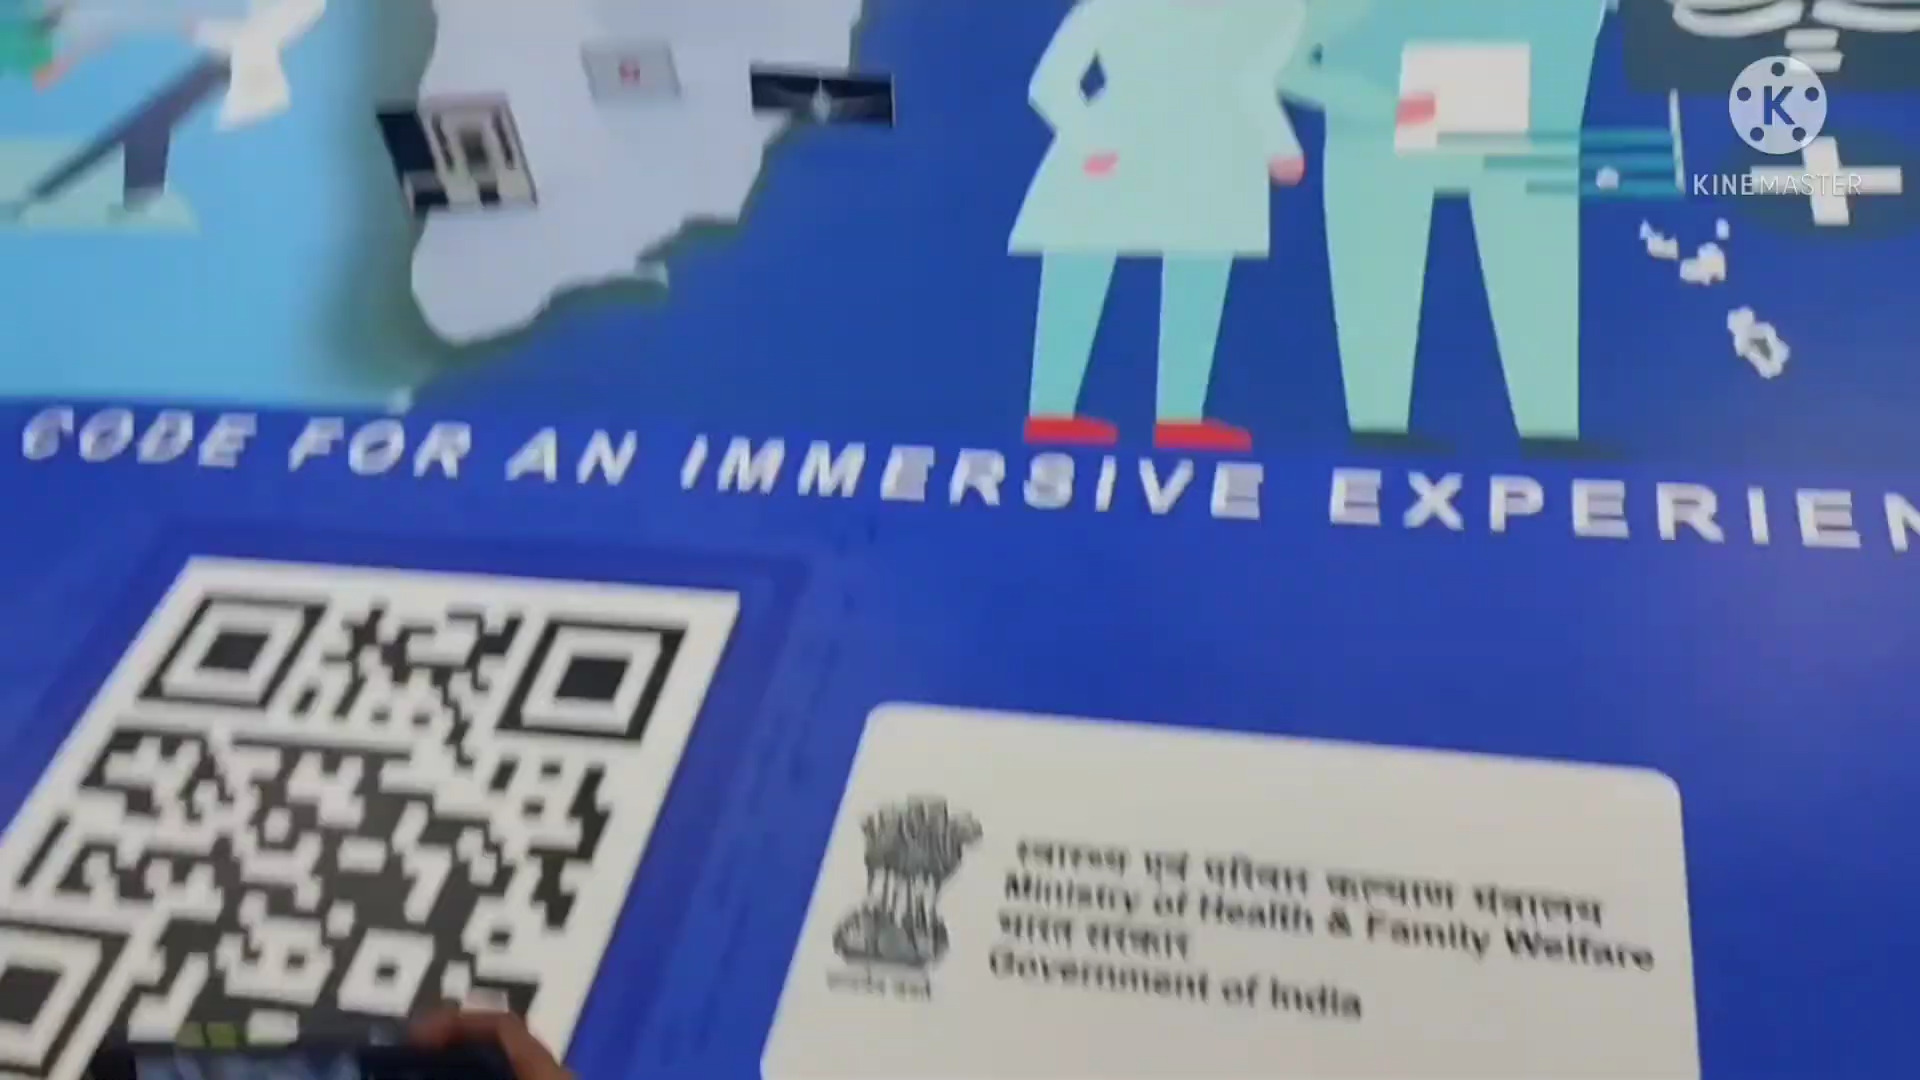 K
KINEMASTER
CODE FOR AN IMMERSIVE EXPERIEN
स्वास्थ्य एवं परिवार कल्याण मंत्रालय
Ministry of Health & Family Welfare
भारत सरकार
Government of India